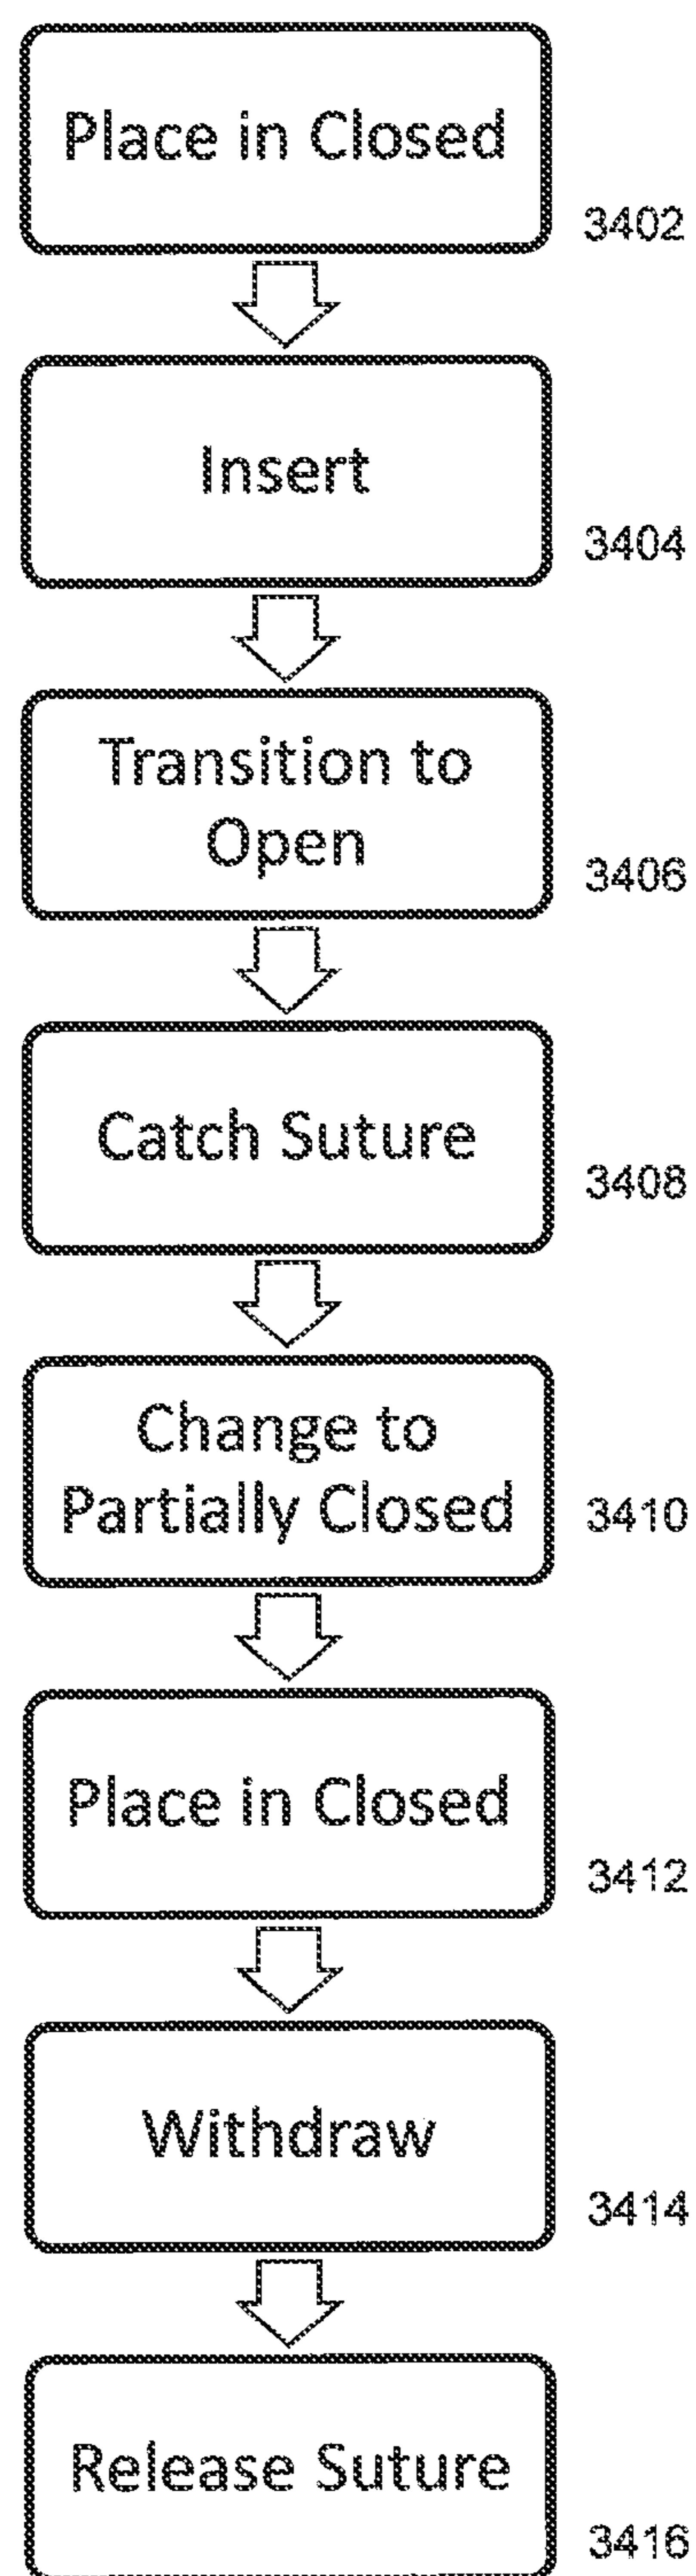 Place in Closed
3402
Insert
3404
Transition to
Open
3406
Catch Suture
3408
Change to
Partially Closed
3410
Place in Closed
3412
Withdraw
3414
Release Suture
3416